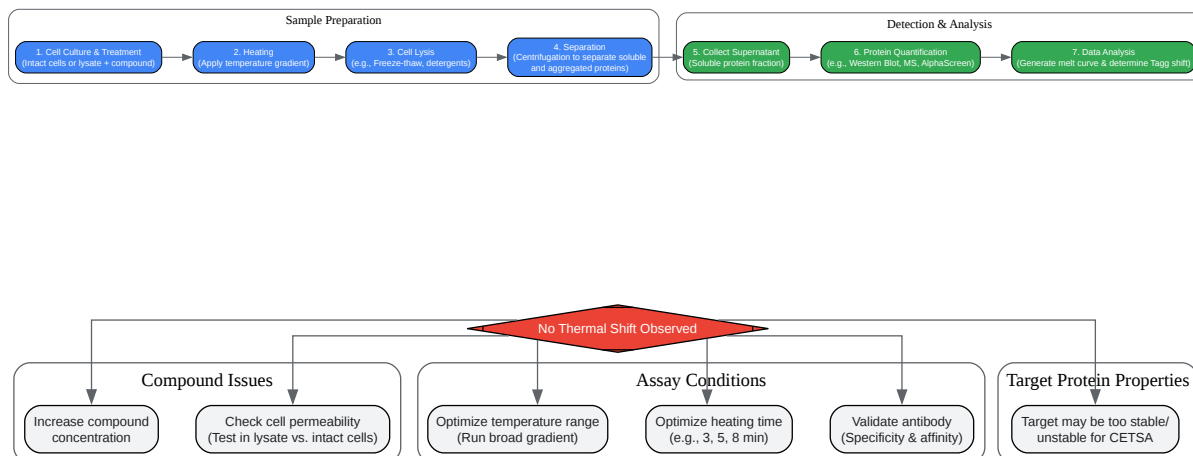 Sample Preparation
1. Cell Culture & Treatment
(Intact cells or lysate + compound)
2. Heating
(Apply temperature gradient)
3. Cell Lysis
(e.g., Freeze-thaw, detergents)
4. Separation
(Centrifugation to separate soluble
and aggregated proteins)
Detection & Analysis
5. Collect Supernatant
(Soluble protein fraction)
6. Protein Quantification
(e.g., Western Blot, MS, AlphaScreen)
7. Data Analysis
(Generate melt curve & determine Tagg shift)
No Thermal Shift Observed
Compound Issues
Increase compound
concentration
Check cell permeability
(Test in lysate vs. intact cells)
Assay Conditions
Optimize temperature range
(Run broad gradient)
Optimize heating time
(e.g., 3, 5, 8 min)
Validate antibody
(Specificity & affinity)
Target Protein Properties
Target may be too stable/
unstable for CETSA